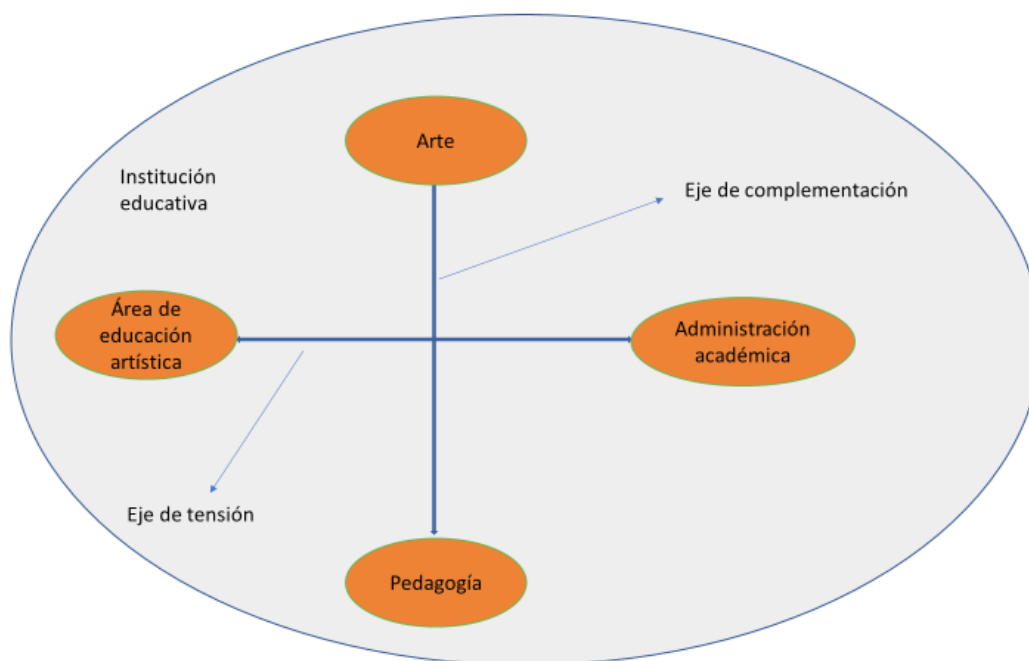 Arte
Institución
educativa
Eje de complementación
Área de
educación
artística
Administración
académica
Eje de tensión
Pedagogía